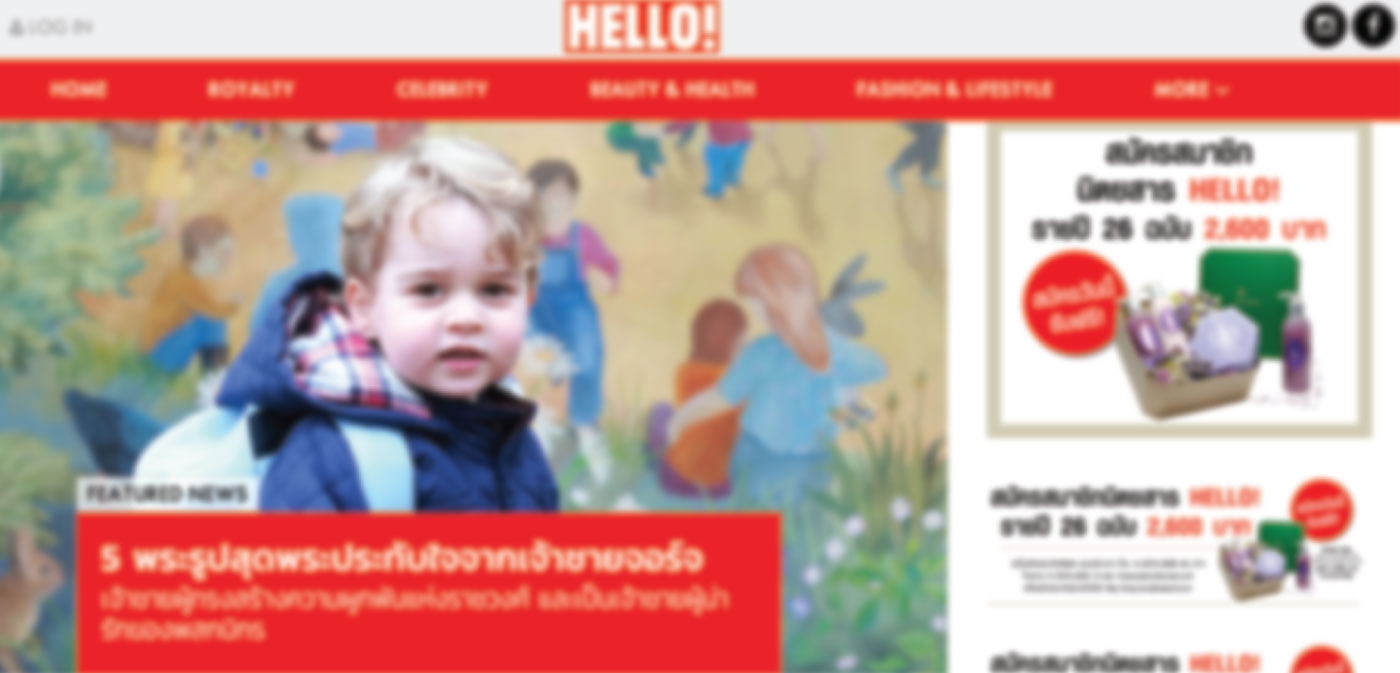 LOG IN
HELLO!
HOME ROYALTY CELEBRITY BEAUTY & HEALTH FASHION & LIFESTYLE MORE
สมัครสมาชิก
นิตยสาร HELLO!
รายปี 26 ฉบับ 2,600 บาท
สมัครวันนี้
รับฟรี!
FEATURED NEWS
5 พระรูปสุดพระประทับใจจากเจ้าชายจอร์จ
เจ้าชายผู้ทรงสร้างความผูกพันแห่งราชวงศ์ และเป็นเจ้าชายผู้น่า
รักของพสกนิกร
สมัครสมาชิกนิตยสาร HELLO!
รายปี 26 ฉบับ 2,600 บาท
สมัครสมาชิกนิตยสาร HELLO!